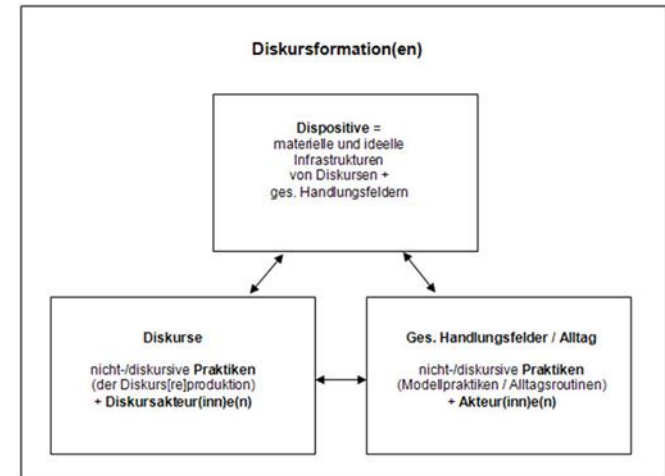 Diskursformation(en)
Dispositive =
materielle und ideelle
Infrastrukturen
von Diskursen +
ges. Handlungsfeldern
Diskurse
nicht-/diskursive Praktiken
(der Diskurs[re]produktion)
+ Diskursakteur(inn)e(n)
Ges. Handlungsfelder / Alltag
nicht-/diskursive Praktiken
(Modellpraktiken / Alltagsroutinen)
+ Akteur(inn)e(n)